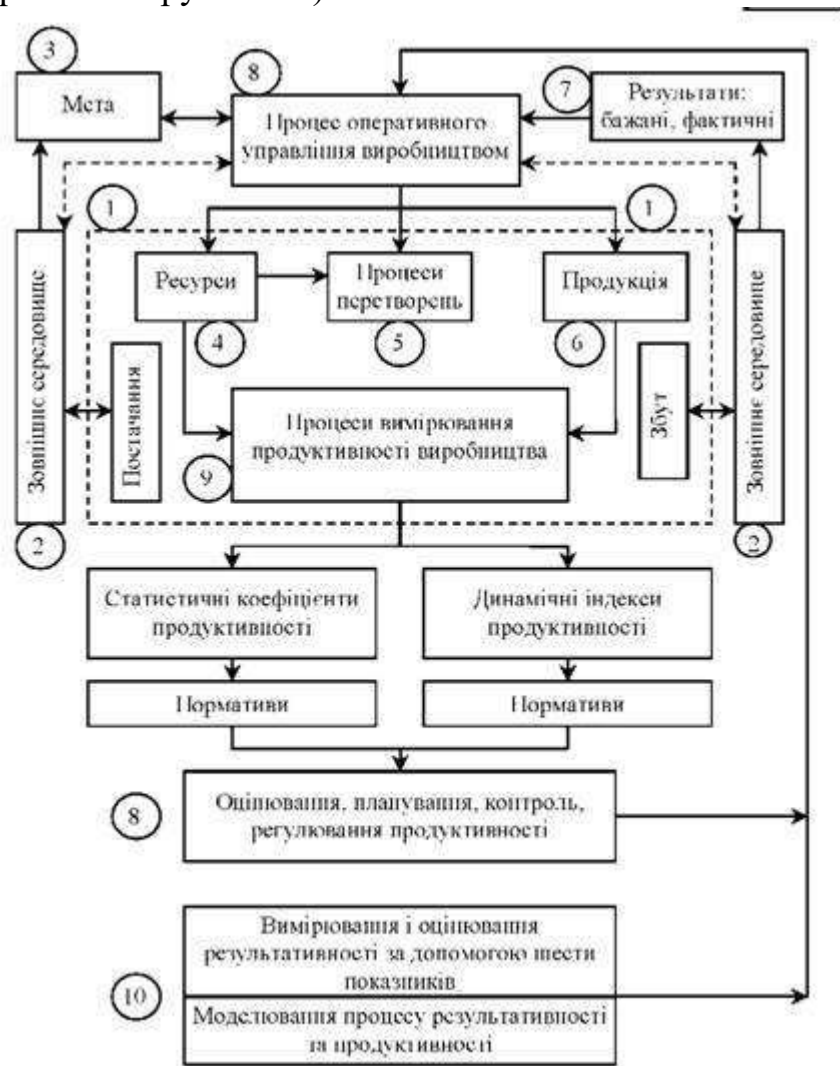 3
8
7
Мета
Процес оперативного
управління виробництвом
Результати:
бажані, фактичні
1
1
Зовнішнє середовище
Постачання
Ресурси
Процеси
перетворень
Продукція
4
5
6
Збут
Зовнішнє середовище
Процеси вимірювання
продуктивності виробництва
9
2
2
Статистичні коефіцієнти
продуктивності
Динамічні індекси
продуктивності
Нормативи
Нормативи
8
Оцінювання, планування, контроль,
регулювання продуктивності
10
Вимірювання і оцінювання
результативності за допомогою шести
показників
Моделювання процесу результативності
та продуктивності